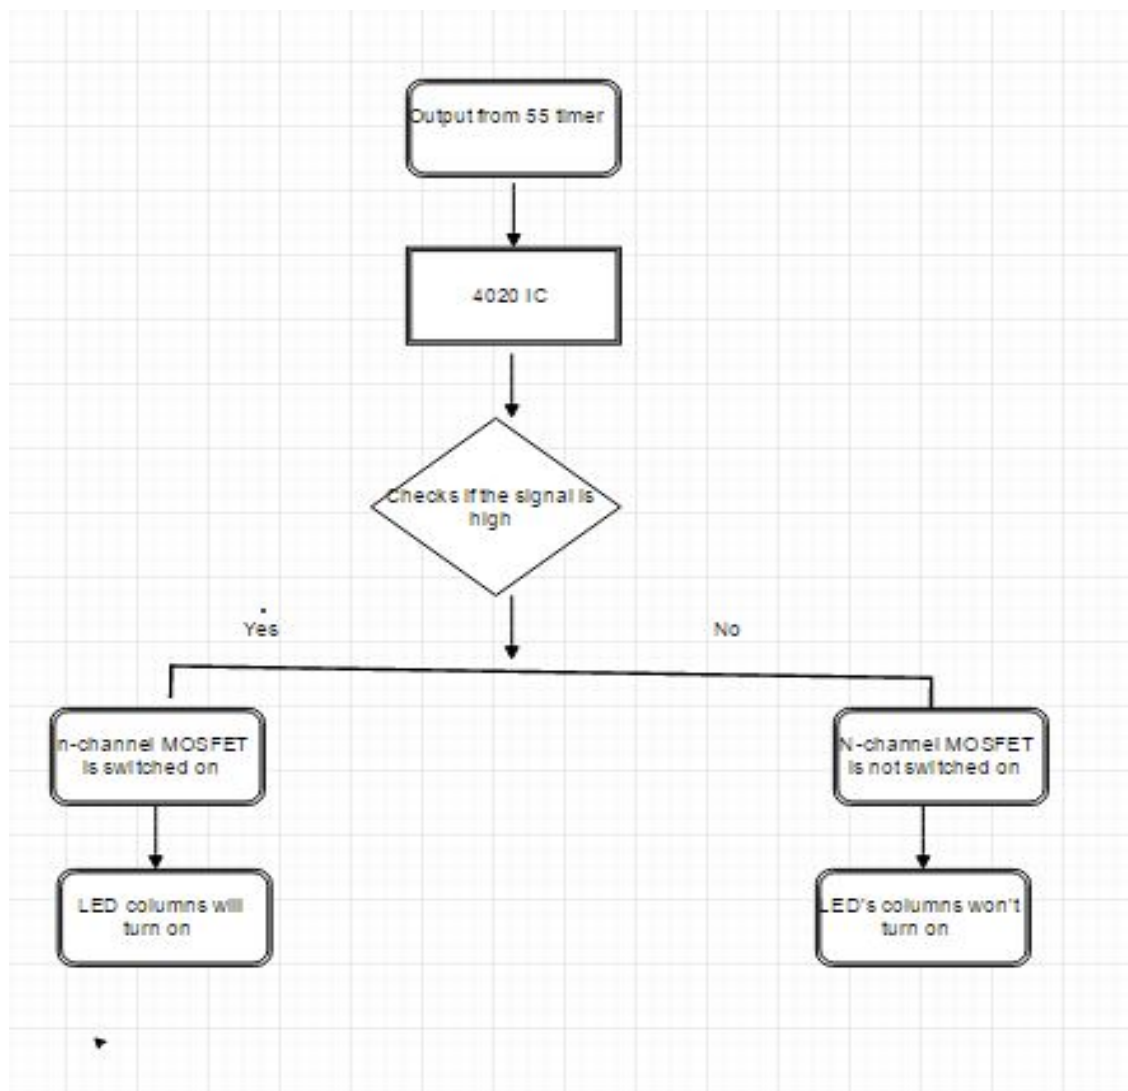 Output from 55 timer
4020 IC
Checks if the signal is
high
Yes
No
n-channel MOSFET
is switched on
N-channel MOSFET
is not switched on
LED columns will
turn on
LED's columns won't
turn on